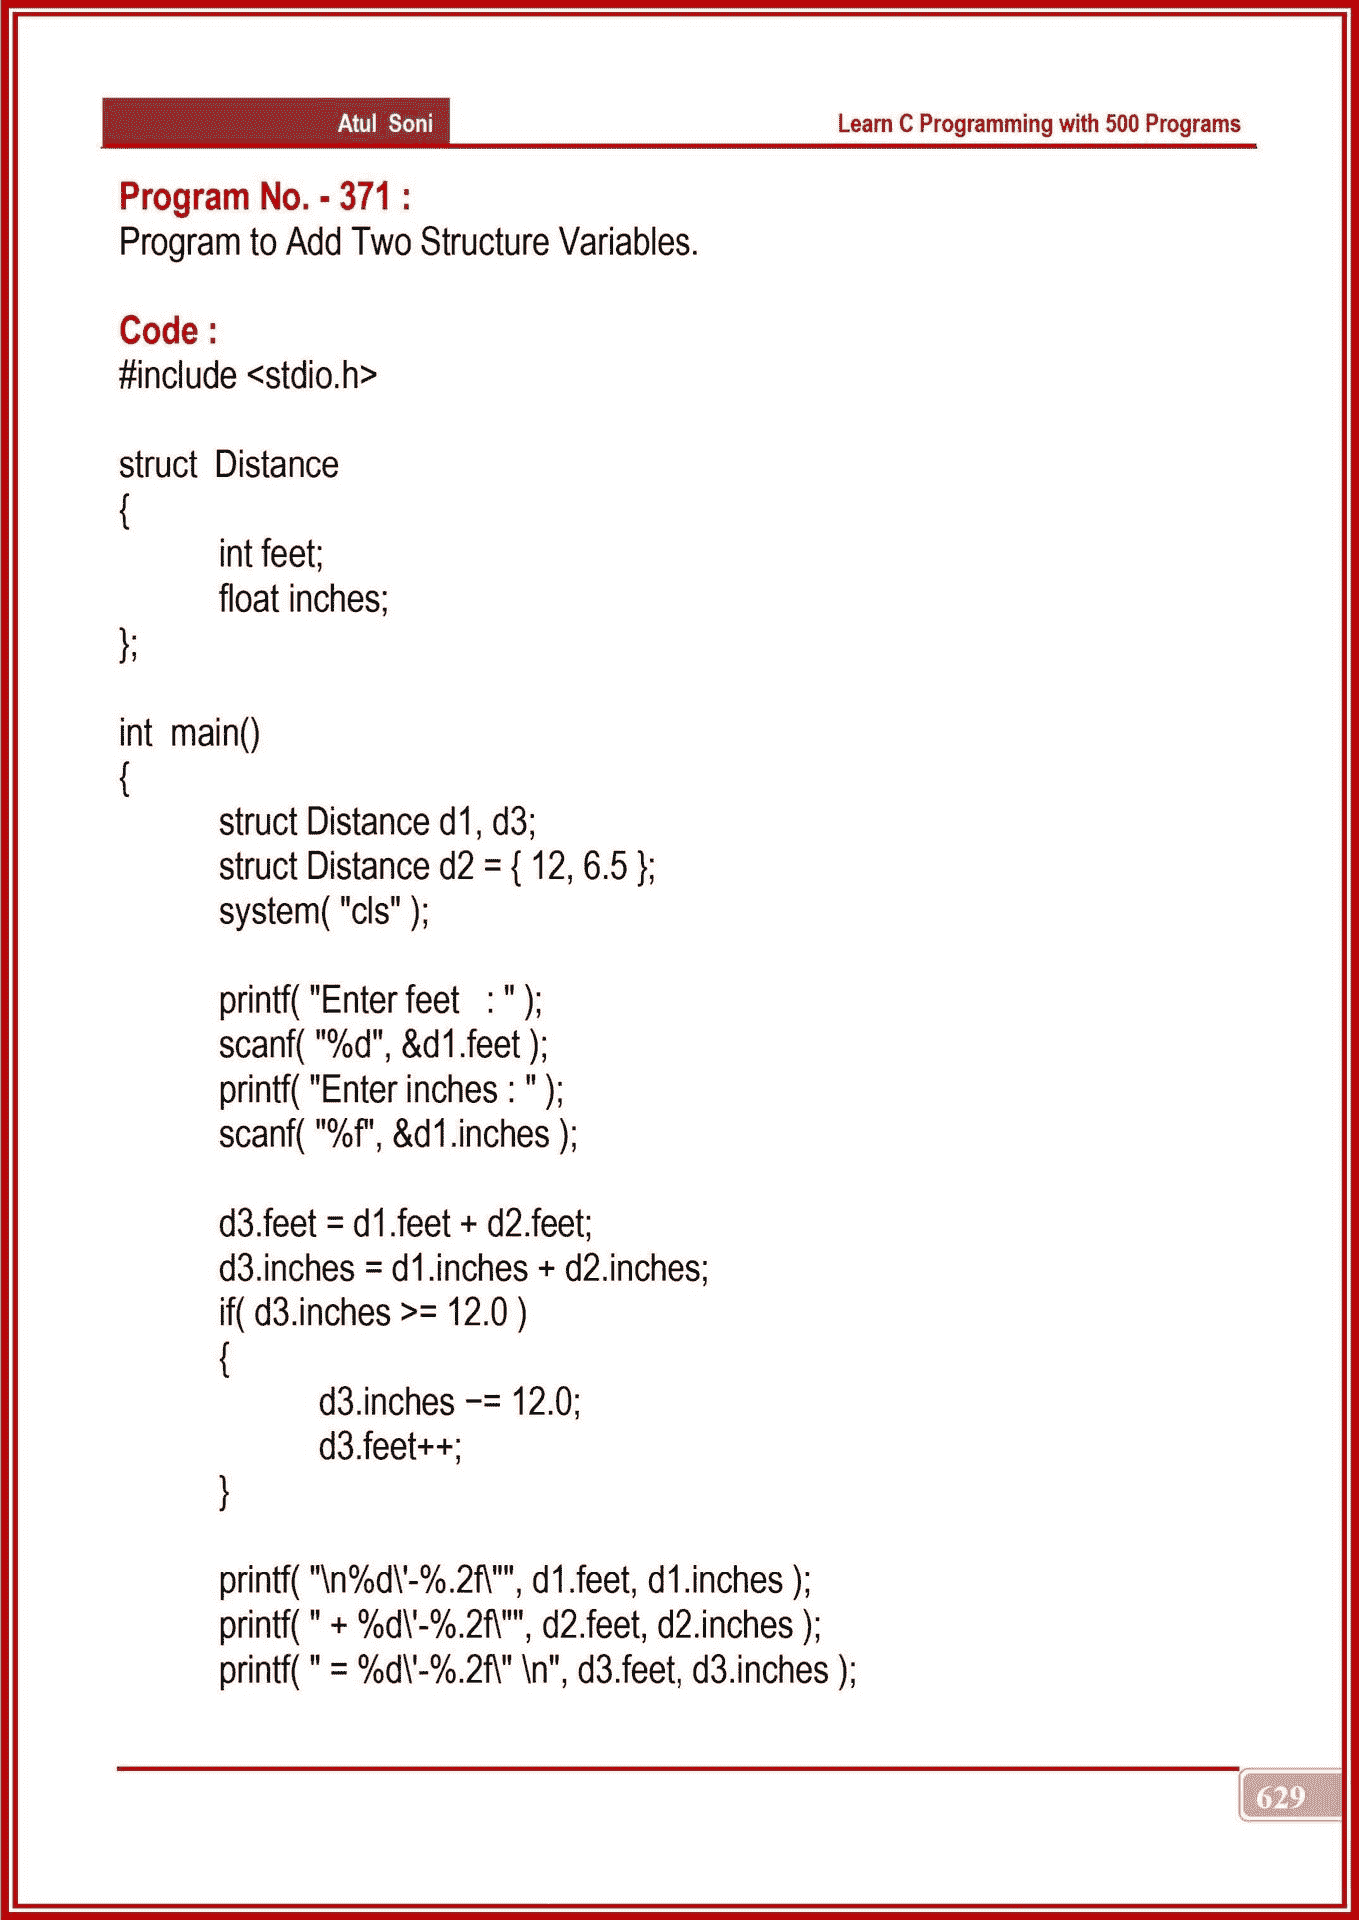 Atul  Soni
Learn C Programming with 500 Programs
Program No. - 371 :
Program to Add Two Structure Variables.
Code :
#include <stdio.h>
struct  Distance
{
int feet;
float inches;
};
int  main()
{
struct Distance d1, d3;
struct Distance d2 = { 12, 6.5 };
system( "cls" );
printf( "Enter feet   : " );
scanf( "%d", &d1.feet );
printf( "Enter inches : " );
scanf( "%f", &d1.inches );
d3.feet = d1.feet + d2.feet;
d3.inches = d1.inches + d2.inches;
if( d3.inches >= 12.0 )
{
d3.inches −= 12.0;
d3.feet++;
}
printf( "\n%d\'-%.2f\"", d1.feet, d1.inches );
printf( " + %d\'-%.2f\"", d2.feet, d2.inches );
printf( " = %d\'-%.2f\" \n", d3.feet, d3.inches );
629